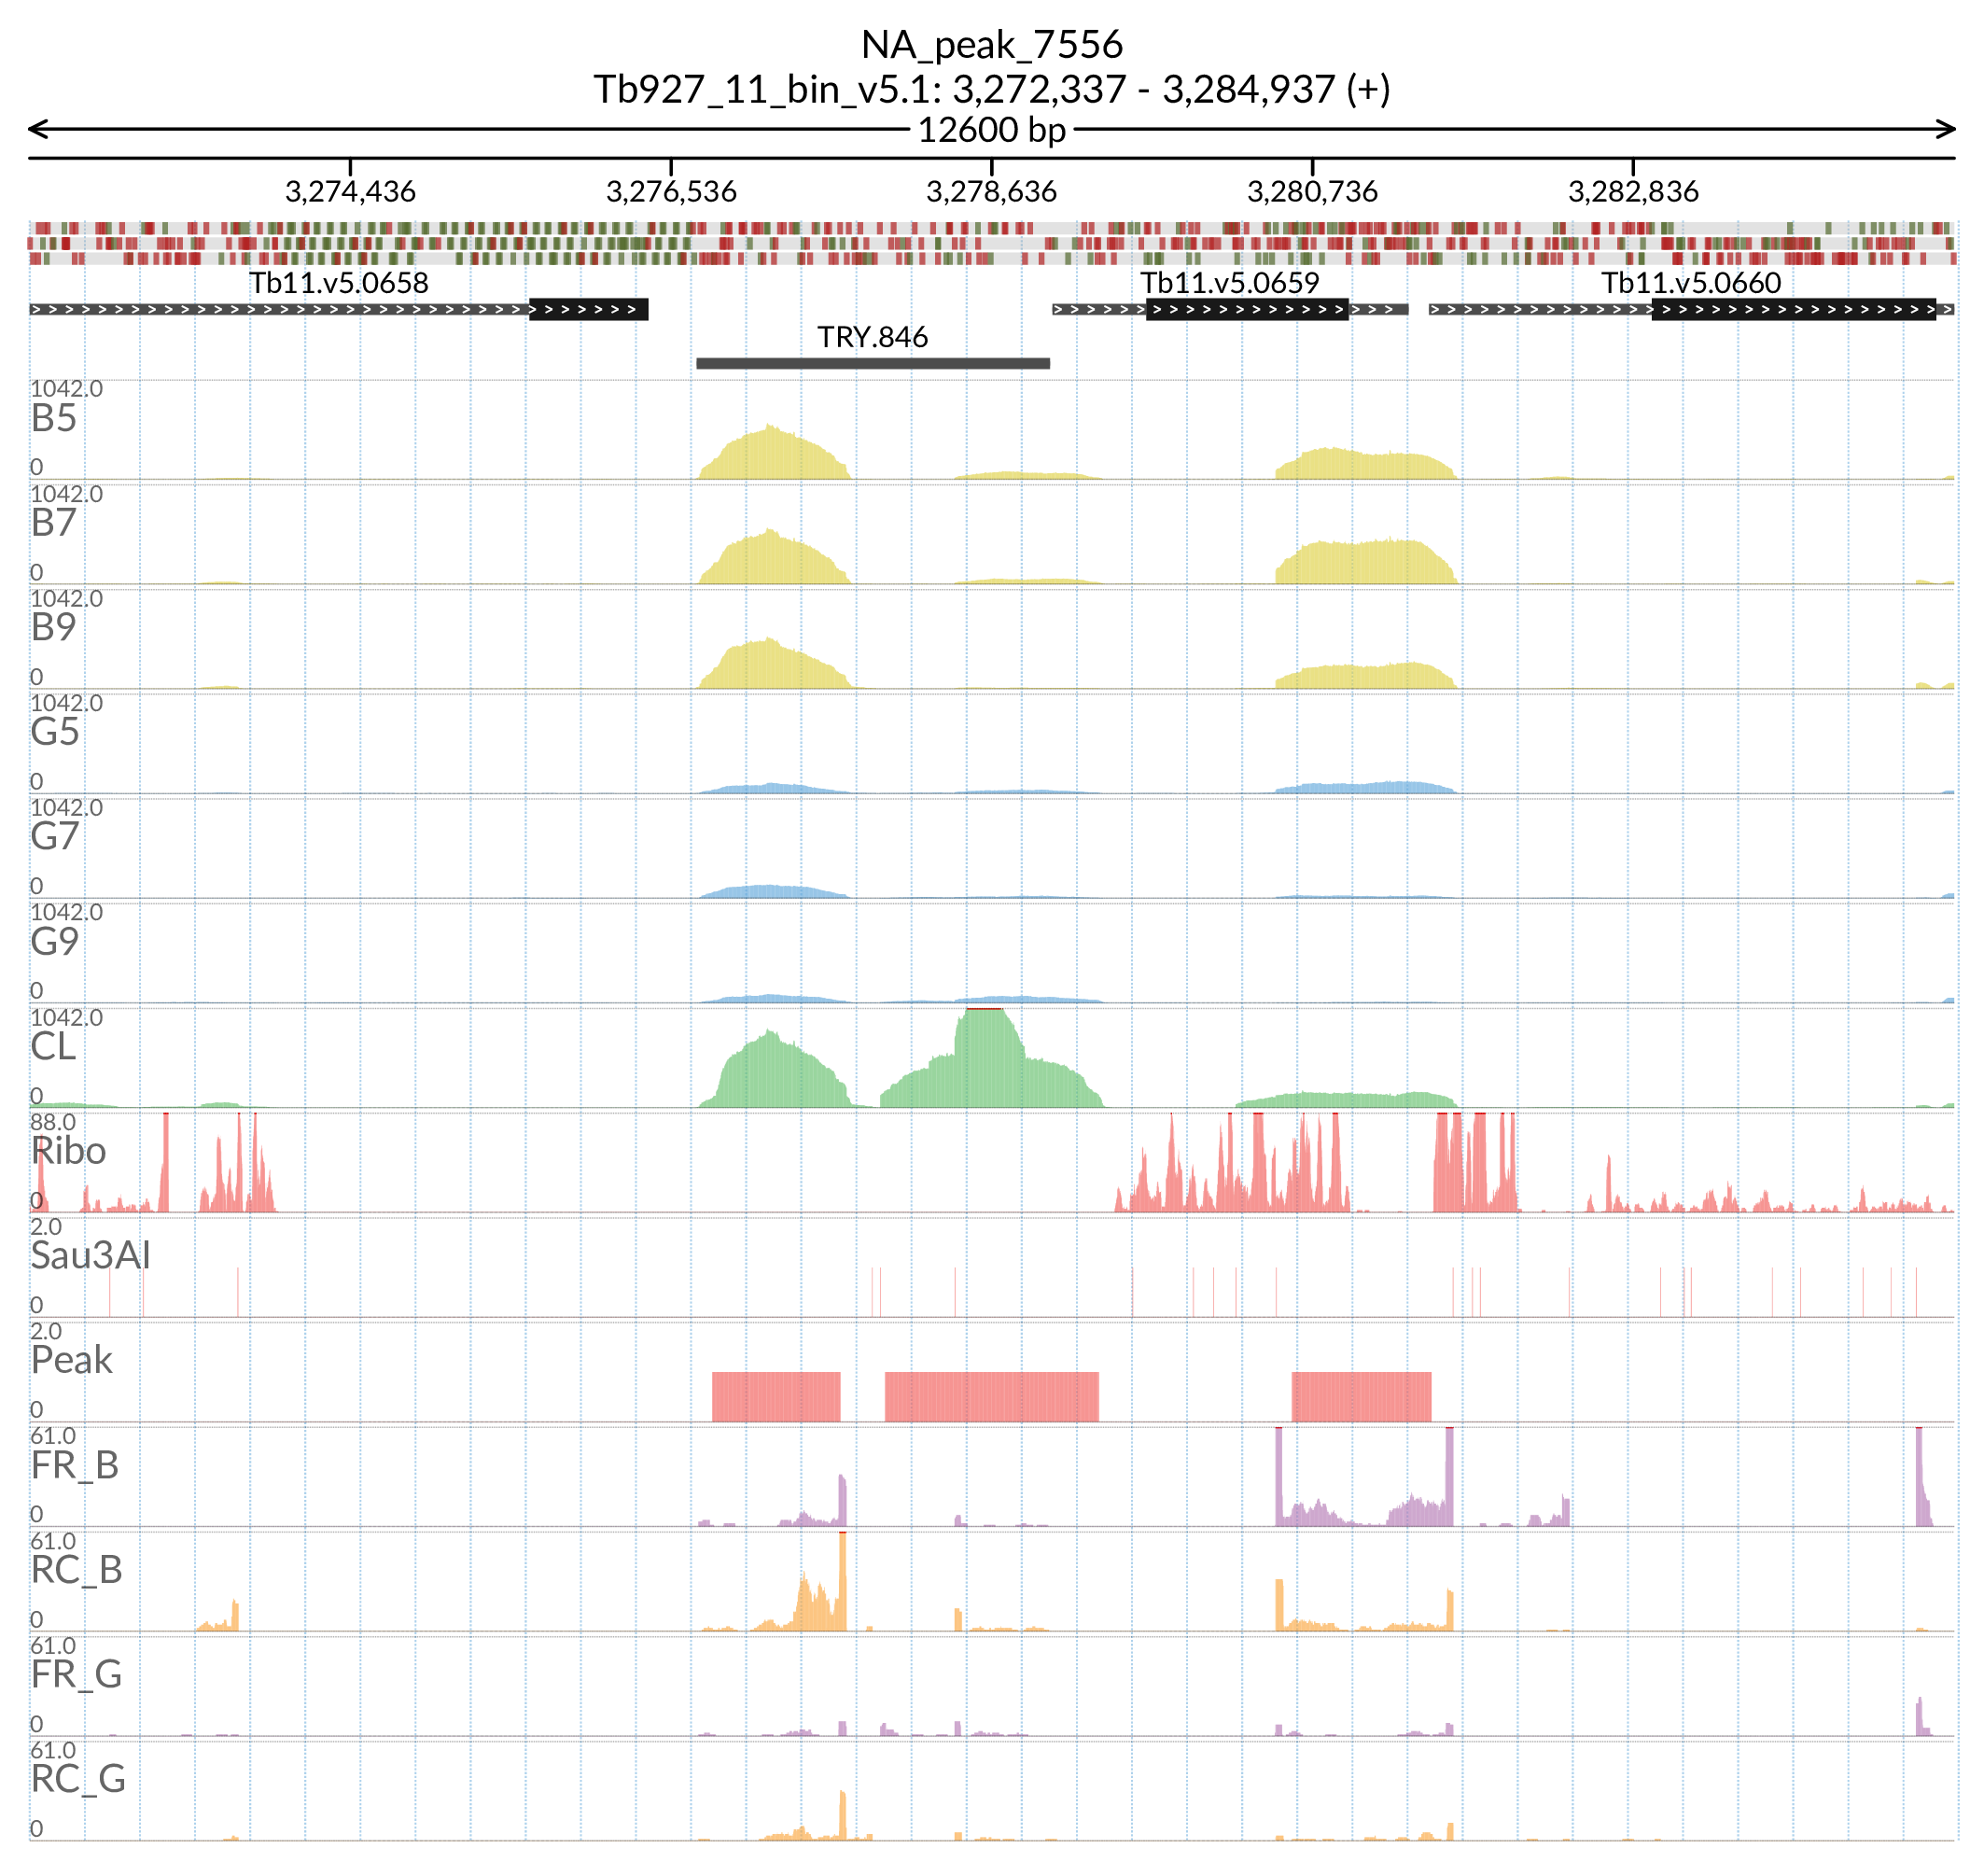 NA_peak_7556
Tb927_11_bin_v5.1: 3,272,337 - 3,284,937 (+)
12600 bp
3,274,436 3,276,536 3,278,636 3,280,736 3,282,836
Tb11.v5.0658 Tb11.v5.0659 Tb11.v5.0660
TRY.846
1042.0
B5
0
1042.0
B7
0
1042.0
B9
0
1042.0
G5
0
1042.0
G7
0
1042.0
G9
0
1042.0
CL
0
88.0
Ribo
0
2.0
Sau3AI
0
2.0
Peak
0
61.0
FR_B
0
61.0
RC_B
0
61.0
FR_G
0
61.0
RC_G
0